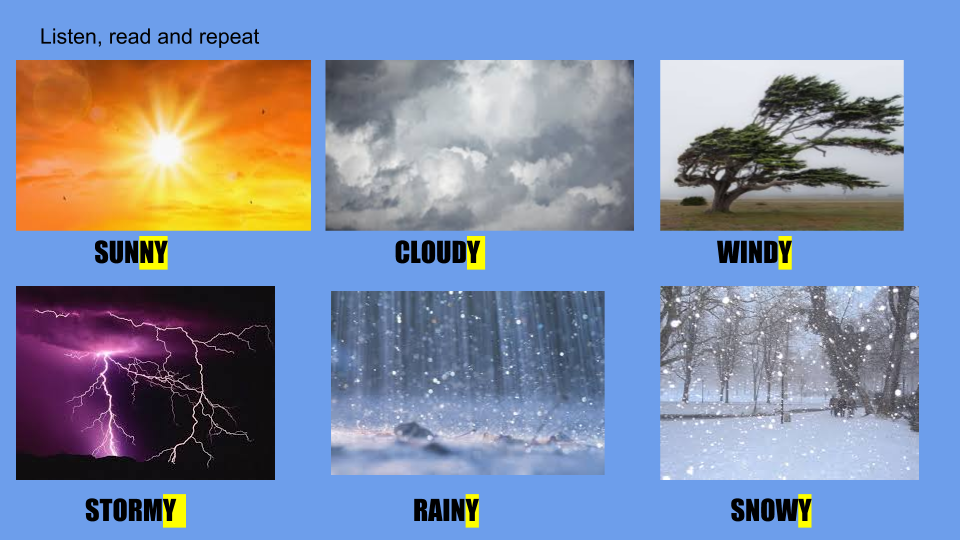 Listen, read and repeat
SUNNY
CLOUDY
WINDY
STORMY
RAINY
SNOWY